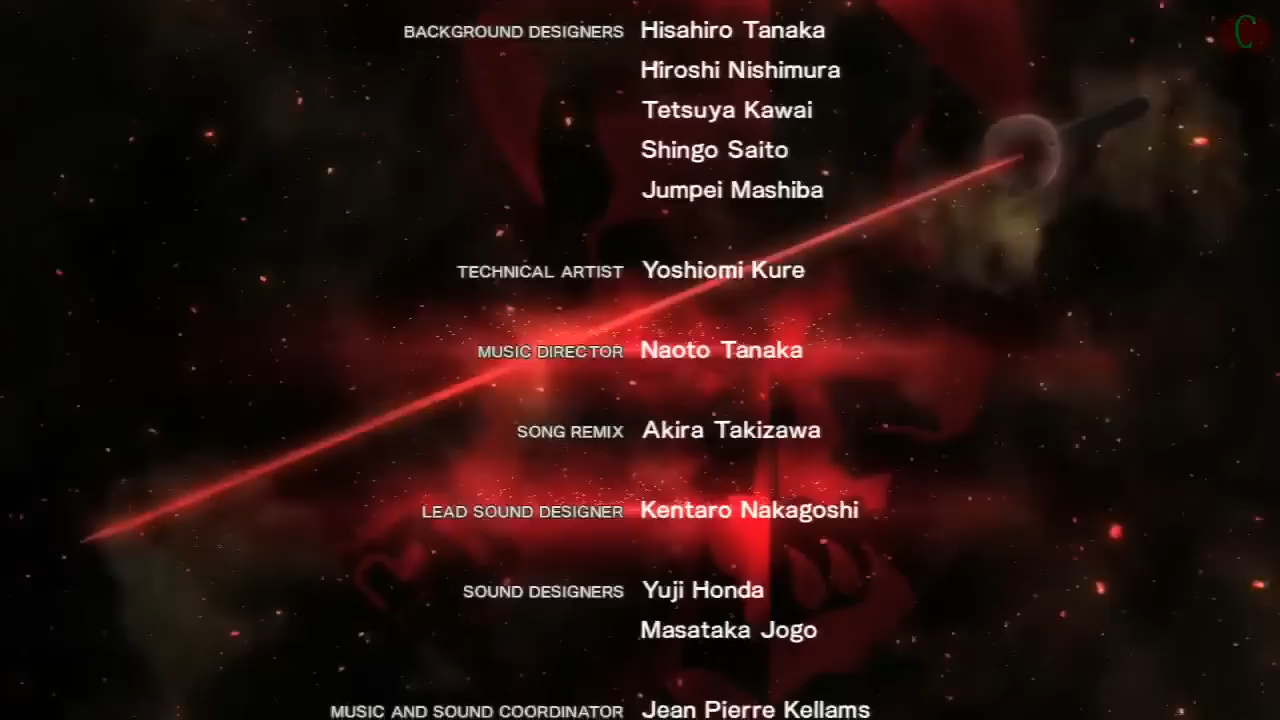 BACKGROUND DESIGNERS Hisahiro Tanaka
Hiroshi Nishimura
Tetsuya Kawai
Shingo Saito
Jumpei Mashiba
TECHNICAL ARTIST Yoshiomi Kure
MUSIC DIRECTOR Naoto Tanaka
SONG REMIX Akira Takizawa
LEAD SOUND DESIGNER Kentaro Nakagoshi
SOUND DESIGNERS Yuji Honda
Masataka Jogo
MUSIC AND SOUND COORDINATOR Jean Pierre Kellams
C